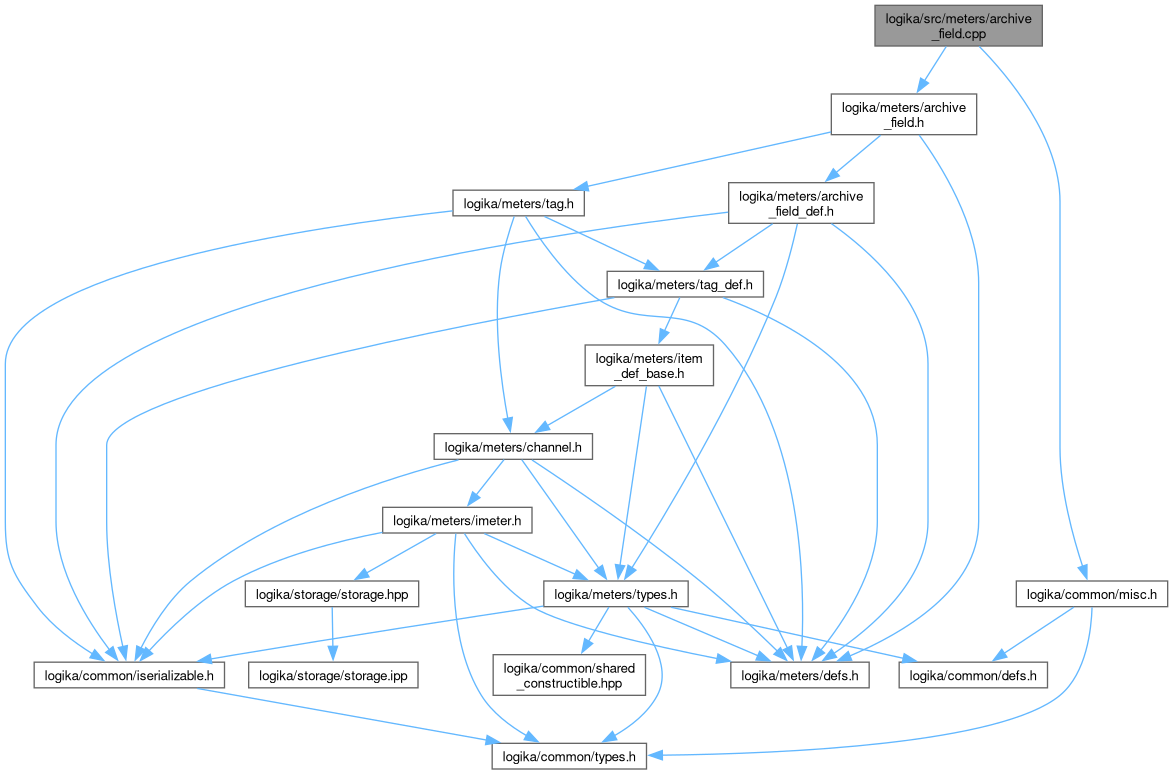 logika/src/meters/archive
_field.cpp
logika/meters/archive
_field.h
logika/meters/tag.h
logika/meters/archive
_field_def.h
logika/meters/tag_def.h
logika/meters/item
_def_base.h
logika/meters/channel.h
logika/meters/imeter.h
logika/storage/storage.hpp
logika/meters/types.h
logika/common/misc.h
logika/common/iserializable.h
logika/storage/storage.ipp
logika/common/shared
_constructible.hpp
logika/meters/defs.h
logika/common/defs.h
logika/common/types.h